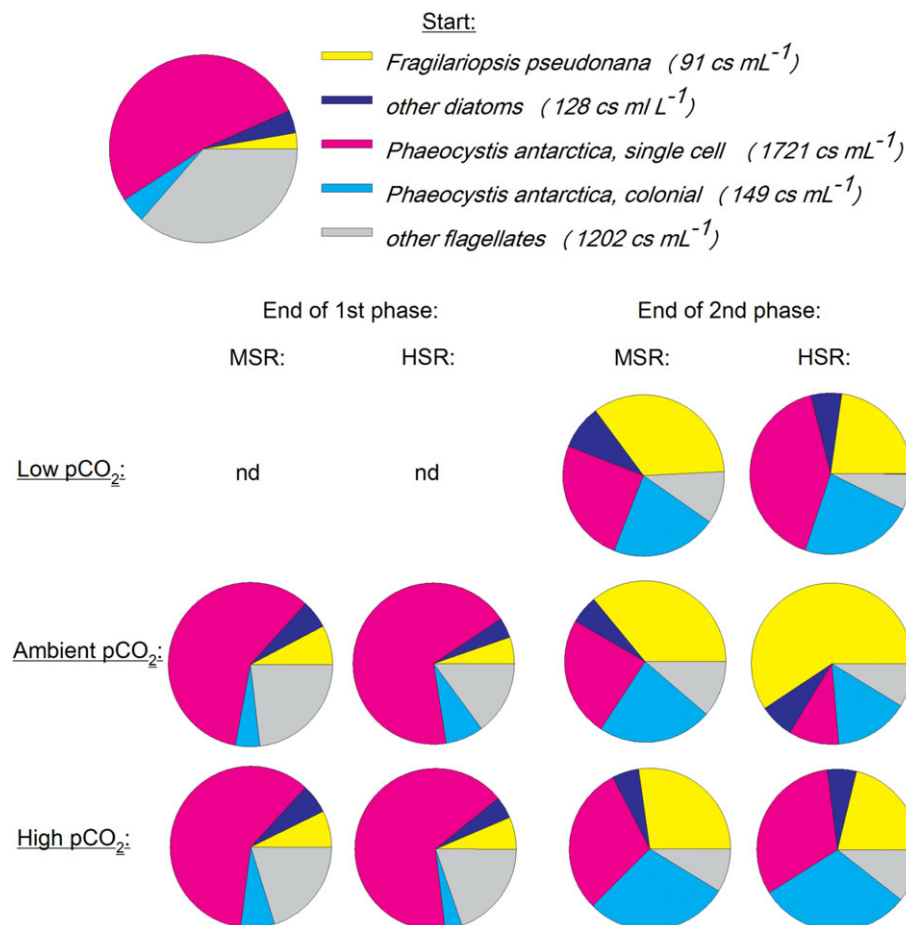 Start:
Fragilariopsis pseudonana (91 cs mL⁻¹)
other diatoms (128 cs ml L⁻¹)
Phaeocystis antarctica, single cell (1721 cs mL⁻¹)
Phaeocystis antarctica, colonial (149 cs mL⁻¹)
other flagellates (1202 cs mL⁻¹)
End of 1st phase: End of 2nd phase:
MSR: HSR: MSR: HSR:
Low pCO₂: nd nd
Ambient pCO₂:
High pCO₂: